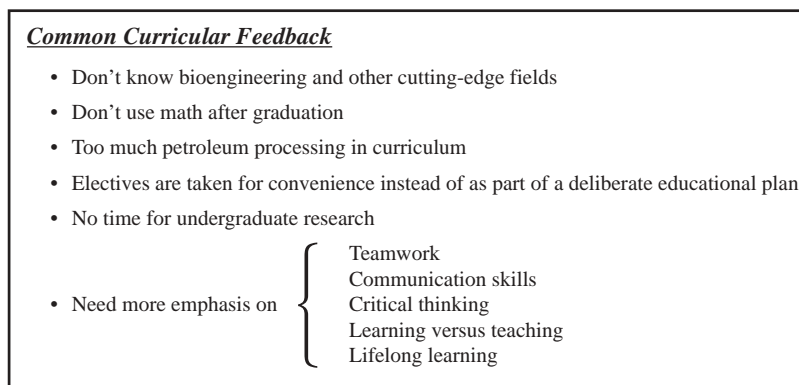 Common Curricular Feedback
• Don’t know bioengineering and other cutting-edge fields
• Don’t use math after graduation
• Too much petroleum processing in curriculum
• Electives are taken for convenience instead of as part of a deliberate educational plan
• No time for undergraduate research
• Need more emphasis on
Teamwork
Communication skills
Critical thinking
Learning versus teaching
Lifelong learning